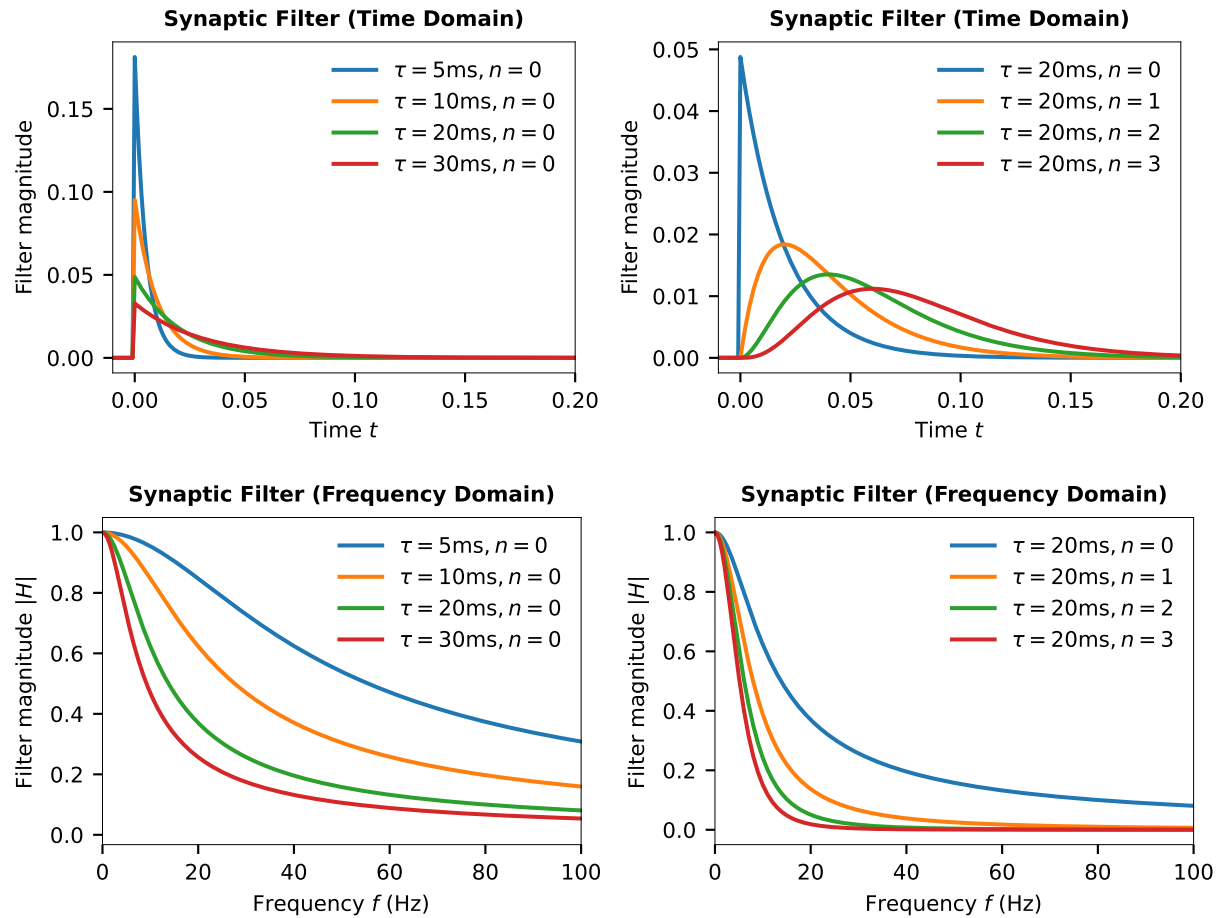 Synaptic Filter (Time Domain)
Filter magnitude
0.15
0.10
0.05
0.00
τ = 5ms, n = 0
τ = 10ms, n = 0
τ = 20ms, n = 0
τ = 30ms, n = 0
0.00 0.05 0.10 0.15 0.20
Time t
Synaptic Filter (Time Domain)
Filter magnitude
0.05
0.04
0.03
0.02
0.01
0.00
τ = 20ms, n = 0
τ = 20ms, n = 1
τ = 20ms, n = 2
τ = 20ms, n = 3
0.00 0.05 0.10 0.15 0.20
Time t
Synaptic Filter (Frequency Domain)
Filter magnitude |H|
1.0
0.8
0.6
0.4
0.2
0.0
τ = 5ms, n = 0
τ = 10ms, n = 0
τ = 20ms, n = 0
τ = 30ms, n = 0
0 20 40 60 80 100
Frequency f (Hz)
Synaptic Filter (Frequency Domain)
Filter magnitude |H|
1.0
0.8
0.6
0.4
0.2
0.0
τ = 20ms, n = 0
τ = 20ms, n = 1
τ = 20ms, n = 2
τ = 20ms, n = 3
0 20 40 60 80 100
Frequency f (Hz)